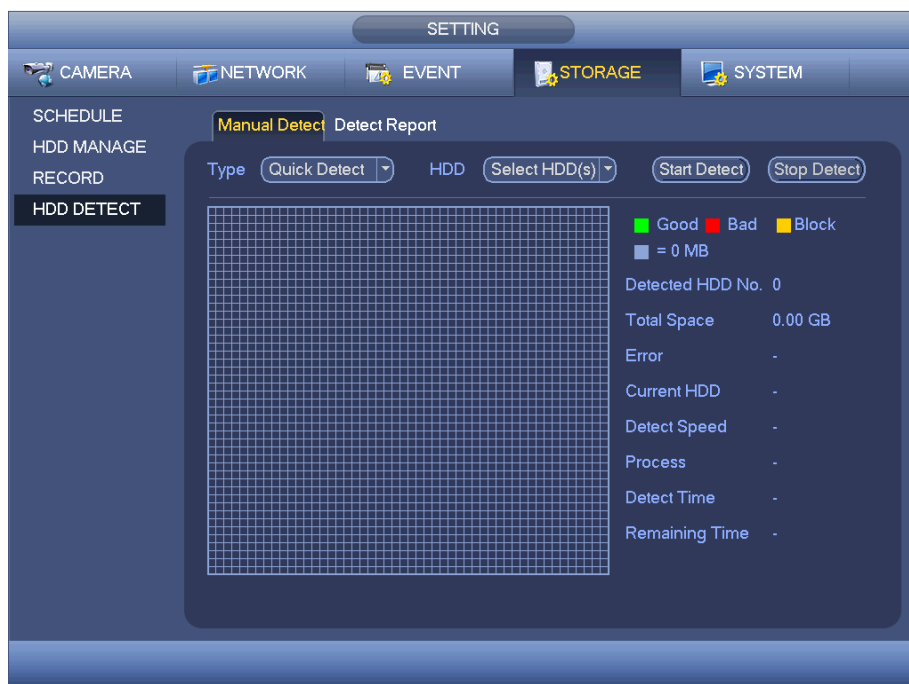 SETTING
CAMERA NETWORK EVENT STORAGE SYSTEM
SCHEDULE
HDD MANAGE
RECORD
HDD DETECT
Manual Detect Detect Report
Type Quick Detect HDD Select HDD(s) Start Detect Stop Detect
Good Bad Block
= 0 MB
Detected HDD No. 0
Total Space 0.00 GB
Error -
Current HDD -
Detect Speed -
Process -
Detect Time -
Remaining Time -